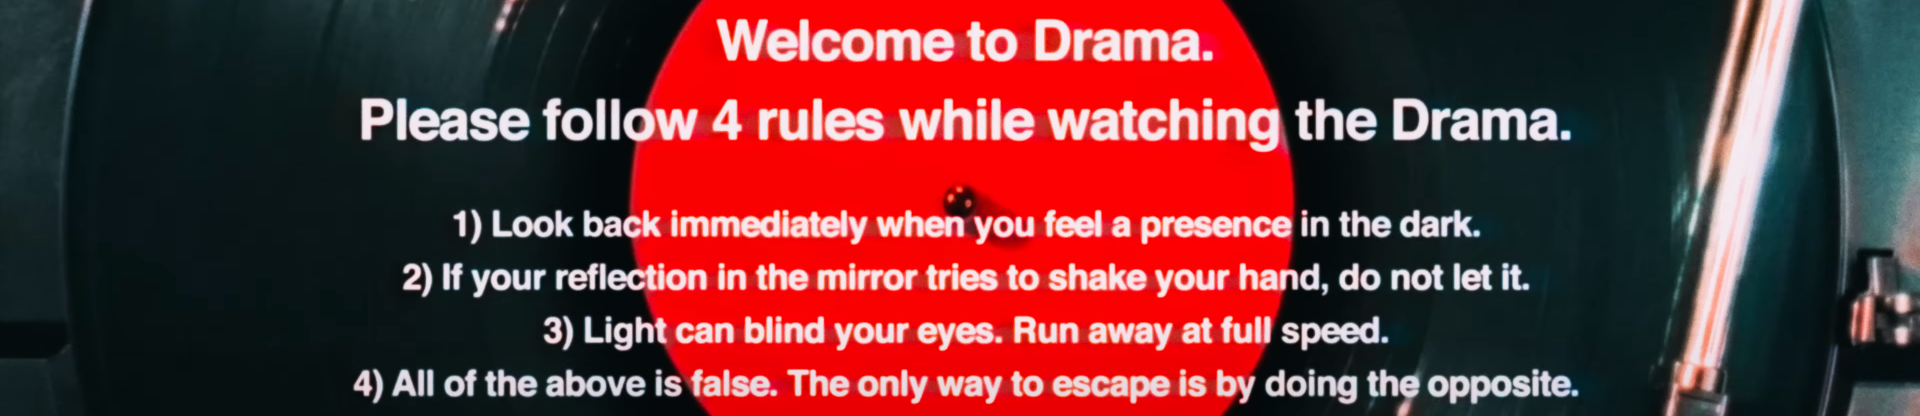 Welcome to Drama.
Please follow 4 rules while watching the Drama.
1) Look back immediately when you feel a presence in the dark.
2) If your reflection in the mirror tries to shake your hand, do not let it.
3) Light can blind your eyes. Run away at full speed.
4) All of the above is false. The only way to escape is by doing the opposite.